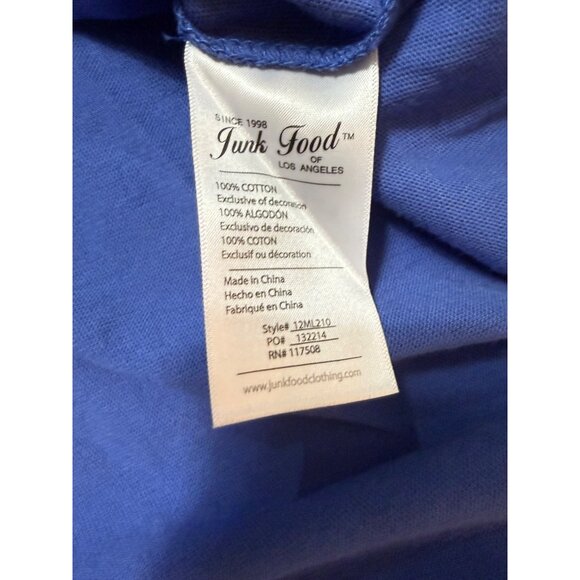 SINCE 1998
Junk Food™
OF
LOS ANGELES
100% COTTON
Exclusive of decoration
100% ALGODÓN
Exclusivo de decoración
100% COTON
Exclusif ou décoration
Made in China
Hecho en China
Fabriqué en China
Style# 12ML210
PO# 132214
RN# 117508
www.junkfoodclothing.com